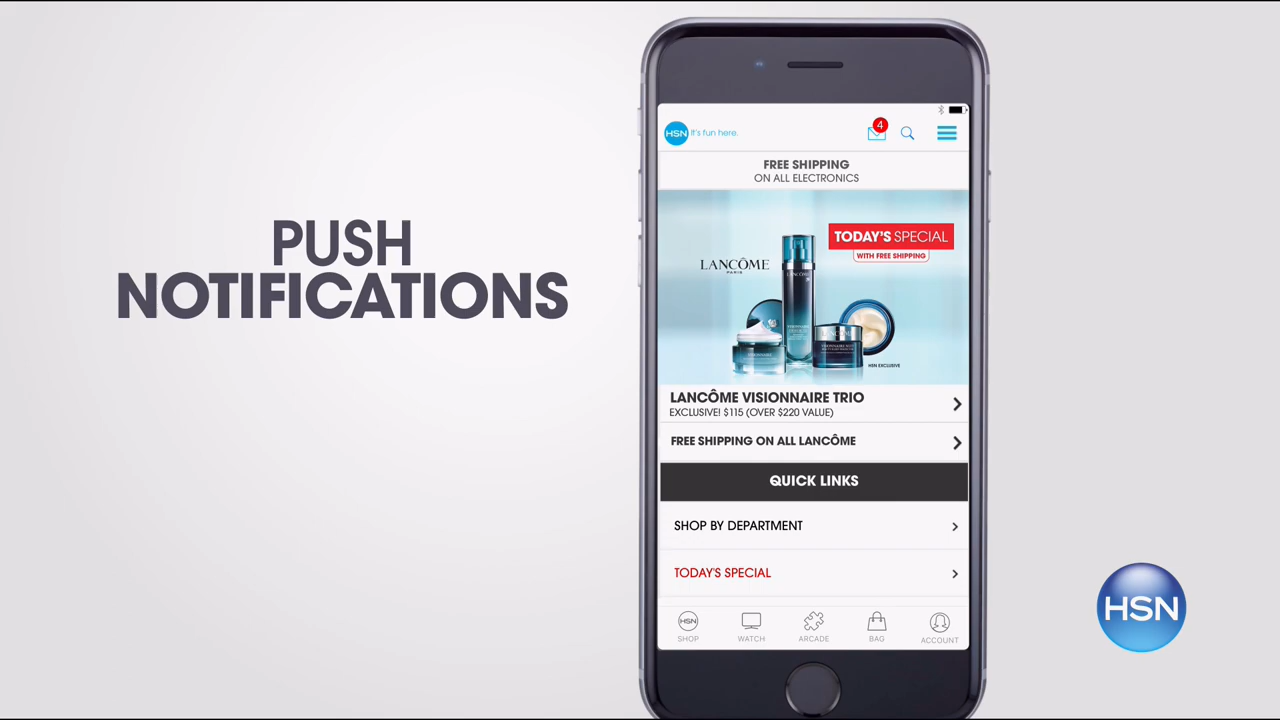 PUSH
NOTIFICATIONS
HSN It's fun here.
4
FREE SHIPPING
ON ALL ELECTRONICS
TODAY'S SPECIAL
WITH FREE SHIPPING
LANCÔME
PARIS
LANCÔME
VISIONNAIRE
HSN EXCLUSIVE
LANCÔME VISIONNAIRE TRIO
EXCLUSIVE! $115 (OVER $220 VALUE)
FREE SHIPPING ON ALL LANCÔME
QUICK LINKS
SHOP BY DEPARTMENT
TODAY'S SPECIAL
HSN
SHOP WATCH ARCADE BAG ACCOUNT
HSN